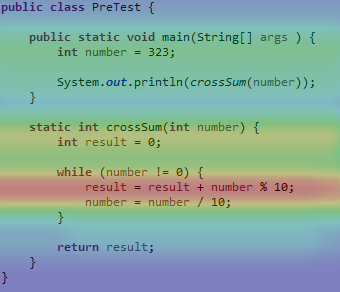 public class PreTest {
public static void main(String[] args ) {
int number = 323;
System.out.println(crossSum(number));
}
static int crossSum(int number) {
int result = 0;
while (number != 0) {
result = result + number % 10;
number = number / 10;
}
return result;
}
}